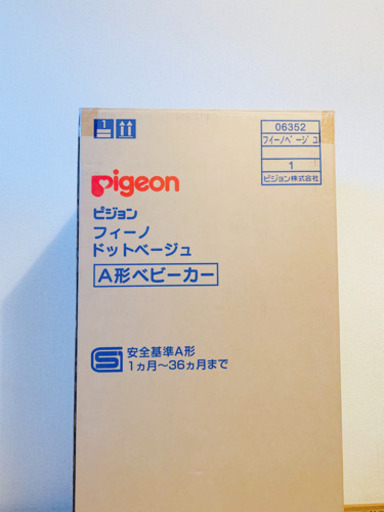 1
06352
フィーノベージュ
1
ピジョン株式会社
Pigeon
ピジョン
フィーノ
ドットベージュ
A形ベビーカー
S
安全基準A形
1ヵ月〜36ヵ月まで